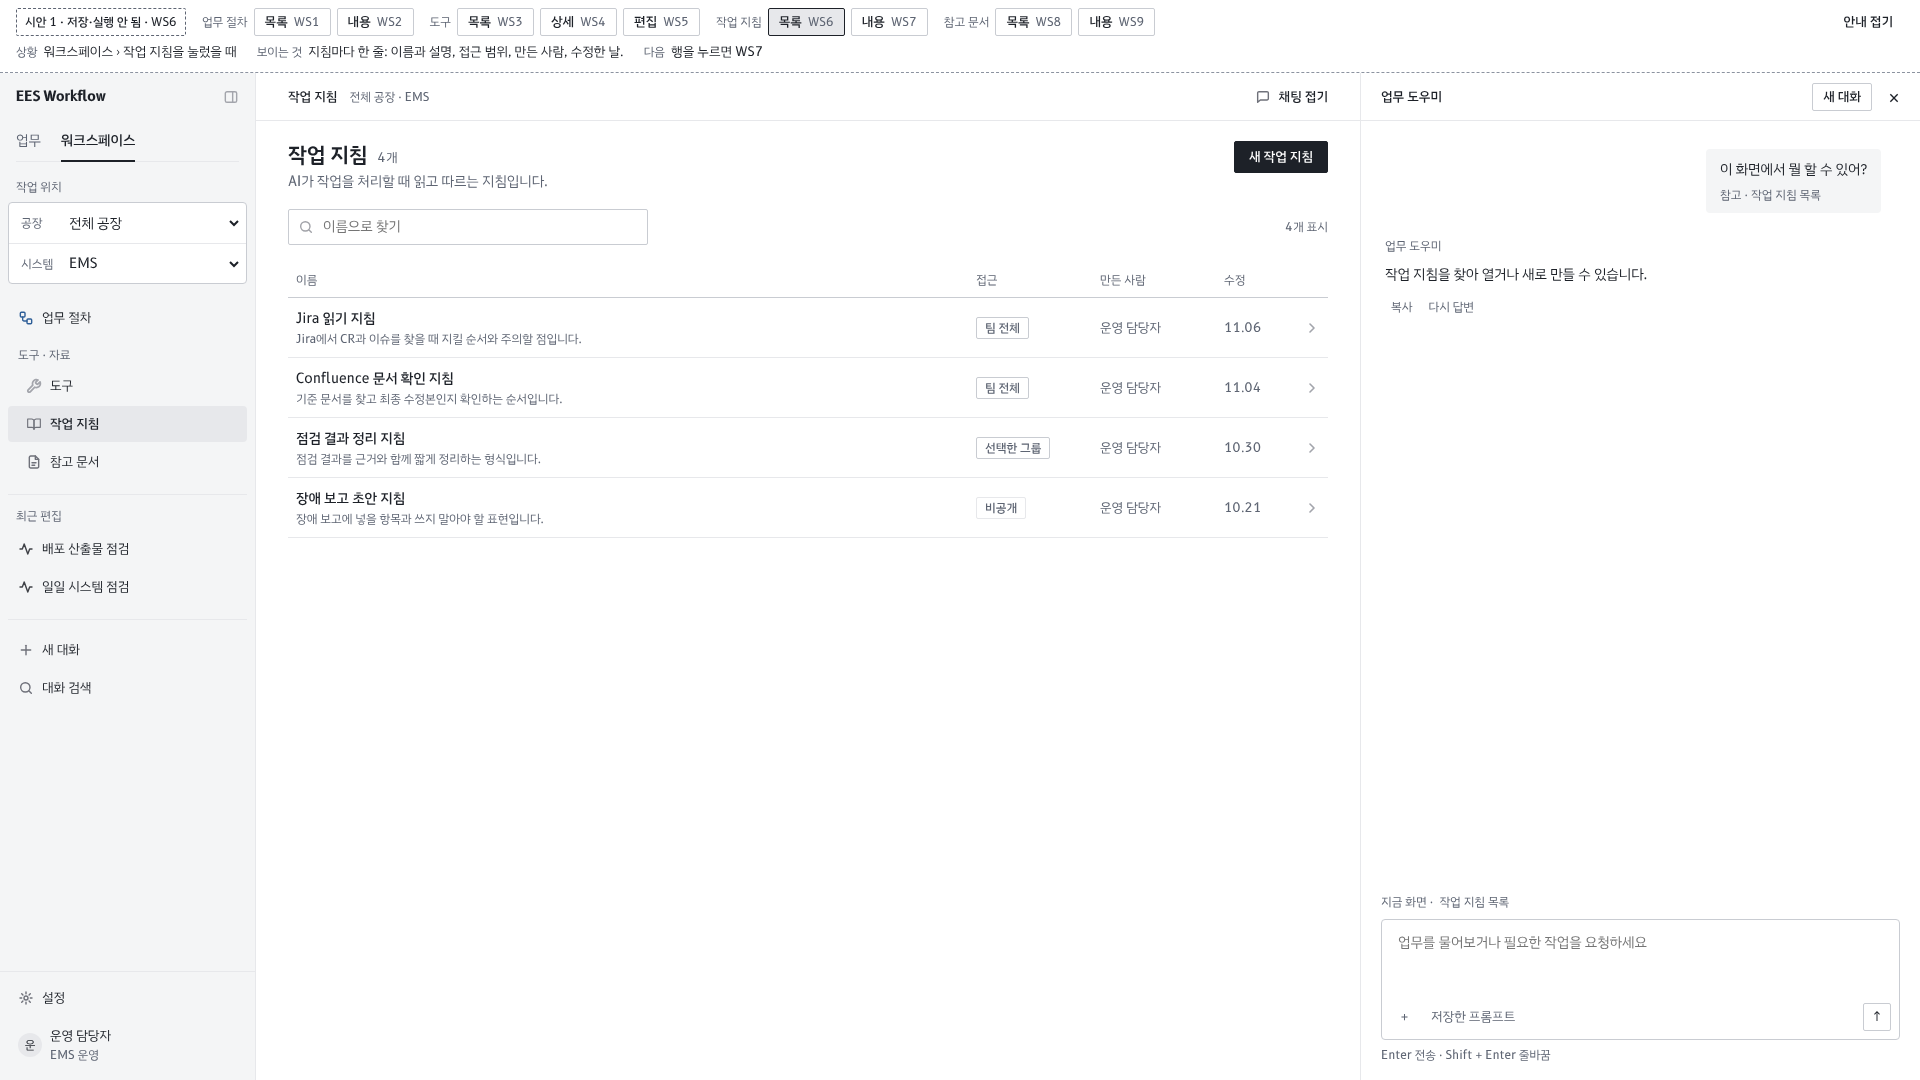 시안 1 · 저장·실행 안 됨 · WS6 업무 절차 목록 WS1 내용 WS2 도구 목록 WS3 상세 WS4 편집 WS5 작업 지침 목록 WS6 내용 WS7 참고 문서 목록 WS8 내용 WS9 안내 접기
상황 워크스페이스 › 작업 지침을 눌렀을 때 보이는 것 지침마다 한 줄: 이름과 설명, 접근 범위, 만든 사람, 수정한 날. 다음 행을 누르면 WS7
EES Workflow
업무 워크스페이스
작업 위치
공장 전체 공장
시스템 EMS
업무 절차
도구 · 자료
도구
작업 지침
참고 문서
최근 편집
배포 산출물 점검
일일 시스템 점검
새 대화
대화 검색
설정
운 운영 담당자
EMS 운영
작업 지침 전체 공장 · EMS 채팅 접기
작업 지침 4개
AI가 작업을 처리할 때 읽고 따르는 지침입니다.
새 작업 지침
이름으로 찾기
4개 표시
이름 접근 만든 사람 수정
Jira 읽기 지침
Jira에서 CR과 이슈를 찾을 때 지킬 순서와 주의할 점입니다.
팀 전체 운영 담당자 11.06
Confluence 문서 확인 지침
기준 문서를 찾고 최종 수정본인지 확인하는 순서입니다.
팀 전체 운영 담당자 11.04
점검 결과 정리 지침
점검 결과를 근거와 함께 짧게 정리하는 형식입니다.
선택한 그룹 운영 담당자 10.30
장애 보고 초안 지침
장애 보고에 넣을 항목과 쓰지 말아야 할 표현입니다.
비공개 운영 담당자 10.21
업무 도우미 새 대화 ×
이 화면에서 뭘 할 수 있어?
참고 · 작업 지침 목록
업무 도우미
작업 지침을 찾아 열거나 새로 만들 수 있습니다.
복사 다시 답변
지금 화면 · 작업 지침 목록
업무를 물어보거나 필요한 작업을 요청하세요
+ 저장한 프롬프트 ↑
Enter 전송 · Shift + Enter 줄바꿈